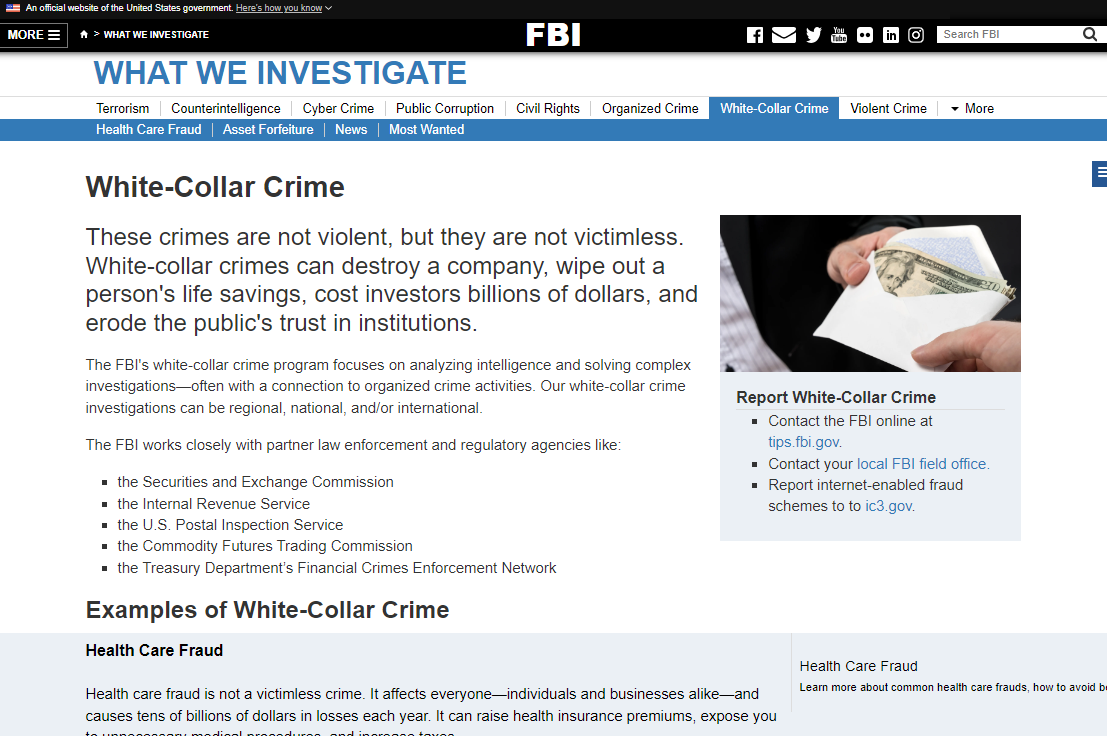 An official website of the United States government. Here's how you know
MORE
> WHAT WE INVESTIGATE
FBI
You
Tube
in
Search FBI
WHAT WE INVESTIGATE
Terrorism
Counterintelligence
Cyber Crime
Public Corruption
Civil Rights
Organized Crime
White-Collar Crime
Violent Crime
More
Health Care Fraud
Asset Forfeiture
News
Most Wanted
White-Collar Crime
These crimes are not violent, but they are not victimless.
White-collar crimes can destroy a company, wipe out a
person's life savings, cost investors billions of dollars, and
erode the public's trust in institutions.
The FBI's white-collar crime program focuses on analyzing intelligence and solving complex
investigations—often with a connection to organized crime activities. Our white-collar crime
investigations can be regional, national, and/or international.
The FBI works closely with partner law enforcement and regulatory agencies like:
the Securities and Exchange Commission
the Internal Revenue Service
the U.S. Postal Inspection Service
the Commodity Futures Trading Commission
the Treasury Department’s Financial Crimes Enforcement Network
20
Report White-Collar Crime
Contact the FBI online at
tips.fbi.gov.
Contact your local FBI field office.
Report internet-enabled fraud
schemes to to ic3.gov.
Examples of White-Collar Crime
Health Care Fraud
Health care fraud is not a victimless crime. It affects everyone—individuals and businesses alike—and
causes tens of billions of dollars in losses each year. It can raise health insurance premiums, expose you
to unnecessary medical procedures, and increase taxes.
Health Care Fraud
Learn more about common health care frauds, how to avoid